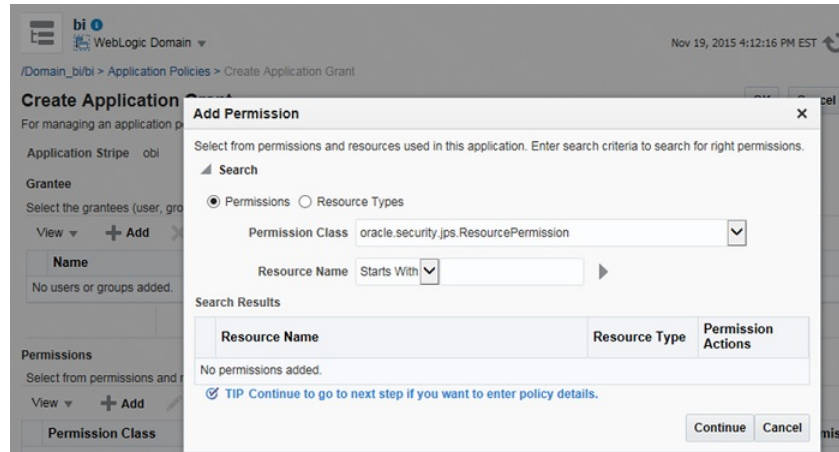 bi
WebLogic Domain
Nov 19, 2015 4:12:16 PM EST
/Domain_bi/bi > Application Policies > Create Application Grant
Create Application
For managing an application
Application Stripe obi
Grantee
Select the grantees (user,
View Add
Name
No users or groups added.
Permissions
Select from permissions and
View Add
Permission Class
Add Permission
Select from permissions and resources used in this application. Enter search criteria to search for right permissions.
Search
Permissions Resource Types
Permission Class oracle.security.jps.ResourcePermission
Resource Name Starts With
Search Results
Resource Name Resource Type Permission Actions
No permissions added.
TIP Continue to go to next step if you want to enter policy details.
Continue Cancel